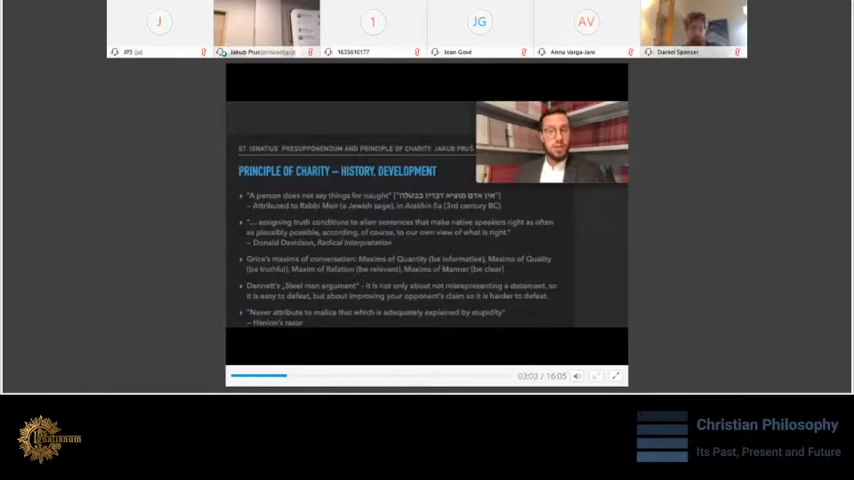 J
1
JG
AV
JP3 (ja)
Jakub Pruś
1635610177
Jean Gové
Anna Varga-Jani
Daniel Spencer
ST. IGNATIUS' PRESUPPONENDUM AND PRINCIPLE OF CHARITY. JAKUB PRUŚ
PRINCIPLE OF CHARITY – HISTORY, DEVELOPMENT
"A person does not say things for naught" ["אין אדם מוציא דבריו בבטלה"]
– Attributed to Rabbi Meir (a Jewish sage), in Arakhin 5a (3rd century BC)
"... assigning truth conditions to alien sentences that make native speakers right as often
as plausibly possible, according, of course, to our own view of what is right."
– Donald Davidson, Radical Interpretation
Grice's maxims of conversation: Maxims of Quantity (be informative), Maxims of Quality
(be truthful), Maxim of Relation (be relevant), Maxims of Manner (be clear)
Dennett's „Steel man argument" - it is not only about not misrepresenting a statement, so
it is easy to defeat, but about improving your opponent's claim so it is harder to defeat.
"Never attribute to malice that which is adequately explained by stupidity"
– Hanlon's razor
03:03 / 16:05
Ignatianum
Christian Philosophy
Its Past, Present and Future